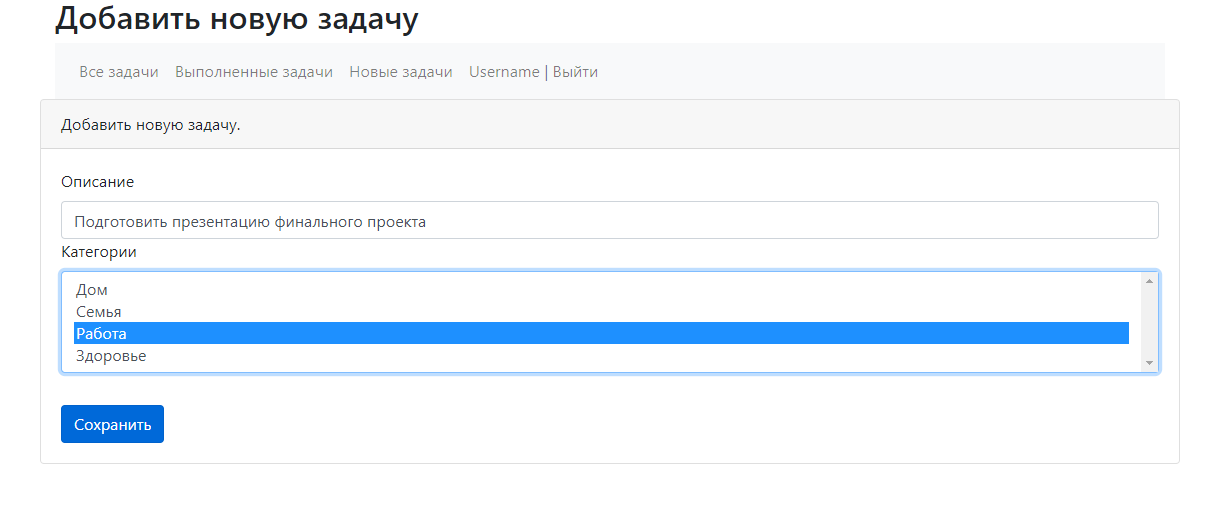 Добавить новую задачу
Все задачи Выполненные задачи Новые задачи Username | Выйти
Добавить новую задачу.
Описание
Подготовить презентацию финального проекта
Категории
Дом
Семья
Работа
Здоровье
Сохранить